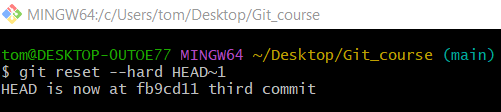 MINGW64:/c/Users/tom/Desktop/Git_course
tom@DESKTOP-OUTOE77 MINGW64 ~/Desktop/Git_course (main)
$ git reset --hard HEAD~1
HEAD is now at fb9cd11 third commit